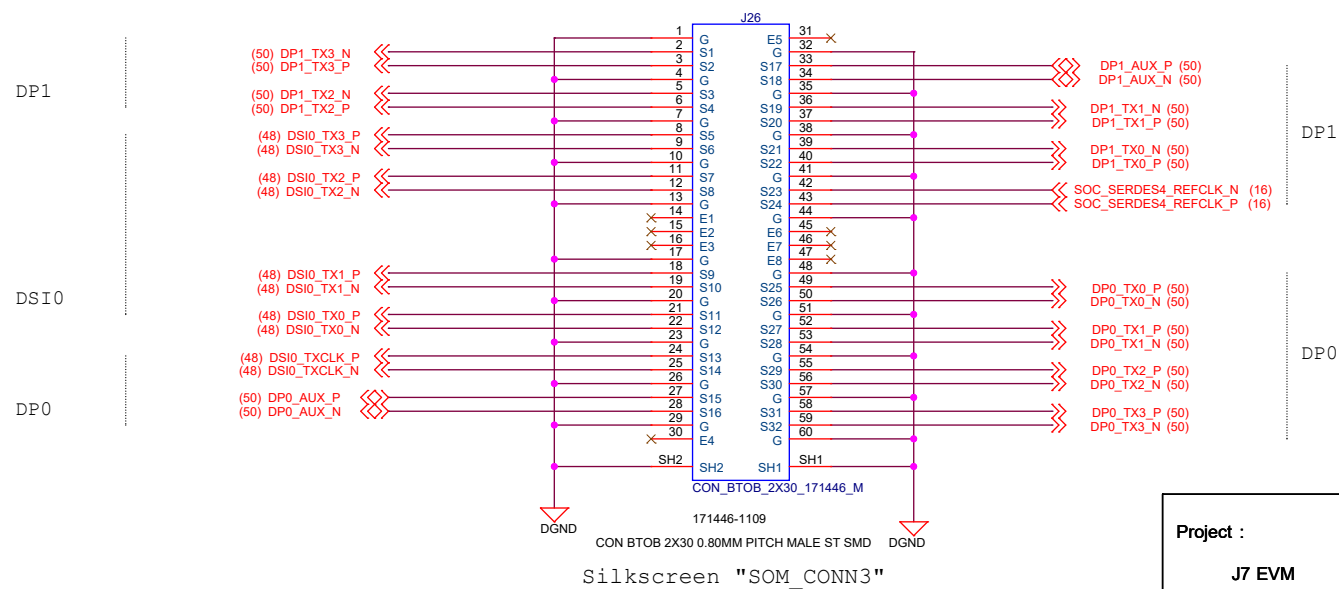 J26
DP1
(50) DP1_TX3_N
(50) DP1_TX3_P
(50) DP1_TX2_N
(50) DP1_TX2_P
(48) DSI0_TX3_P
(48) DSI0_TX3_N
(48) DSI0_TX2_P
(48) DSI0_TX2_N
DSI0
(48) DSI0_TX1_P
(48) DSI0_TX1_N
(48) DSI0_TX0_P
(48) DSI0_TX0_N
(48) DSI0_TXCLK_P
(48) DSI0_TXCLK_N
DP0
(50) DP0_AUX_P
(50) DP0_AUX_N
1 G
2 S1
3 S2
4 G
5 S3
6 S4
7 G
8 S5
9 S6
10 G
11 S7
12 S8
13 G
14 E1
15 E2
16 E3
17 G
18 S9
19 S10
20 G
21 S11
22 S12
23 G
24 S13
25 S14
26 G
27 S15
28 S16
29 G
30 E4
SH2 SH2
E5 31
G 32
S17 33
S18 34
G 35
S19 36
S20 37
G 38
S21 39
S22 40
G 41
S23 42
S24 43
G 44
E6 45
E7 46
E8 47
G 48
S25 49
S26 50
G 51
S27 52
S28 53
G 54
S29 55
S30 56
G 57
S31 58
S32 59
G 60
SH1 SH1
DP1_AUX_P (50)
DP1_AUX_N (50)
DP1_TX1_N (50)
DP1_TX1_P (50)
DP1
DP1_TX0_N (50)
DP1_TX0_P (50)
SOC_SERDES4_REFCLK_N (16)
SOC_SERDES4_REFCLK_P (16)
DP0_TX0_P (50)
DP0_TX0_N (50)
DP0_TX1_P (50)
DP0_TX1_N (50)
DP0
DP0_TX2_P (50)
DP0_TX2_N (50)
DP0_TX3_P (50)
DP0_TX3_N (50)
CON_BTOB_2X30_171446_M
171446-1109
DGND
CON BTOB 2X30 0.80MM PITCH MALE ST SMD
DGND
Silkscreen "SOM_CONN3"
Project :
J7 EVM